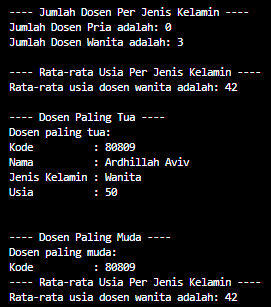 ---- Jumlah Dosen Per Jenis Kelamin ----
Jumlah Dosen Pria adalah: 0
Jumlah Dosen Wanita adalah: 3
---- Rata-rata Usia Per Jenis Kelamin ----
Rata-rata usia dosen wanita adalah: 42
---- Dosen Paling Tua ----
Dosen paling tua:
Kode : 80809
Nama : Ardhillah Aviv
Jenis Kelamin : Wanita
Usia : 50
---- Dosen Paling Muda ----
Dosen paling muda:
Kode : 80809
---- Rata-rata Usia Per Jenis Kelamin ----
Rata-rata usia dosen wanita adalah: 42